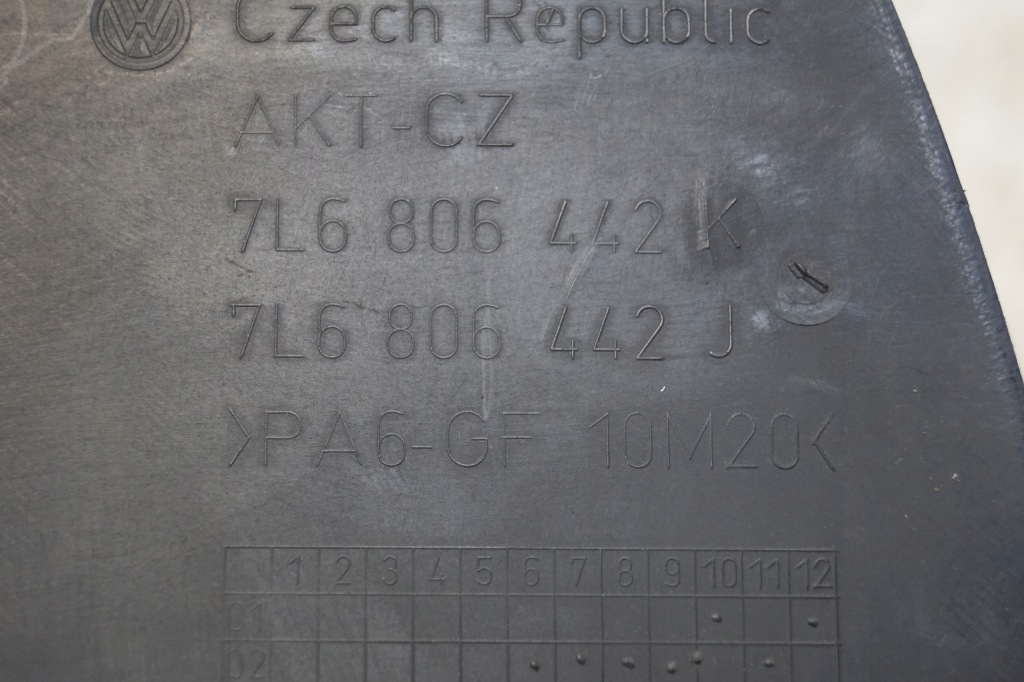 VW
Czech Republic
AKT-CZ
7L6 806 442 K
7L6 806 442 J
>PA6-GF 10M20<
1 2 3 4 5 6 7 8 9 10 11 12
01
02